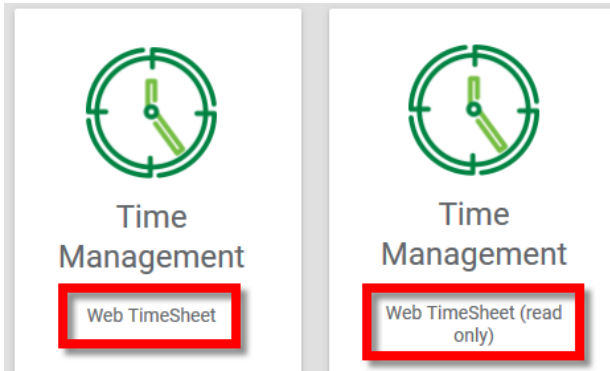 Time
Management
Web TimeSheet
Time
Management
Web TimeSheet (read
only)